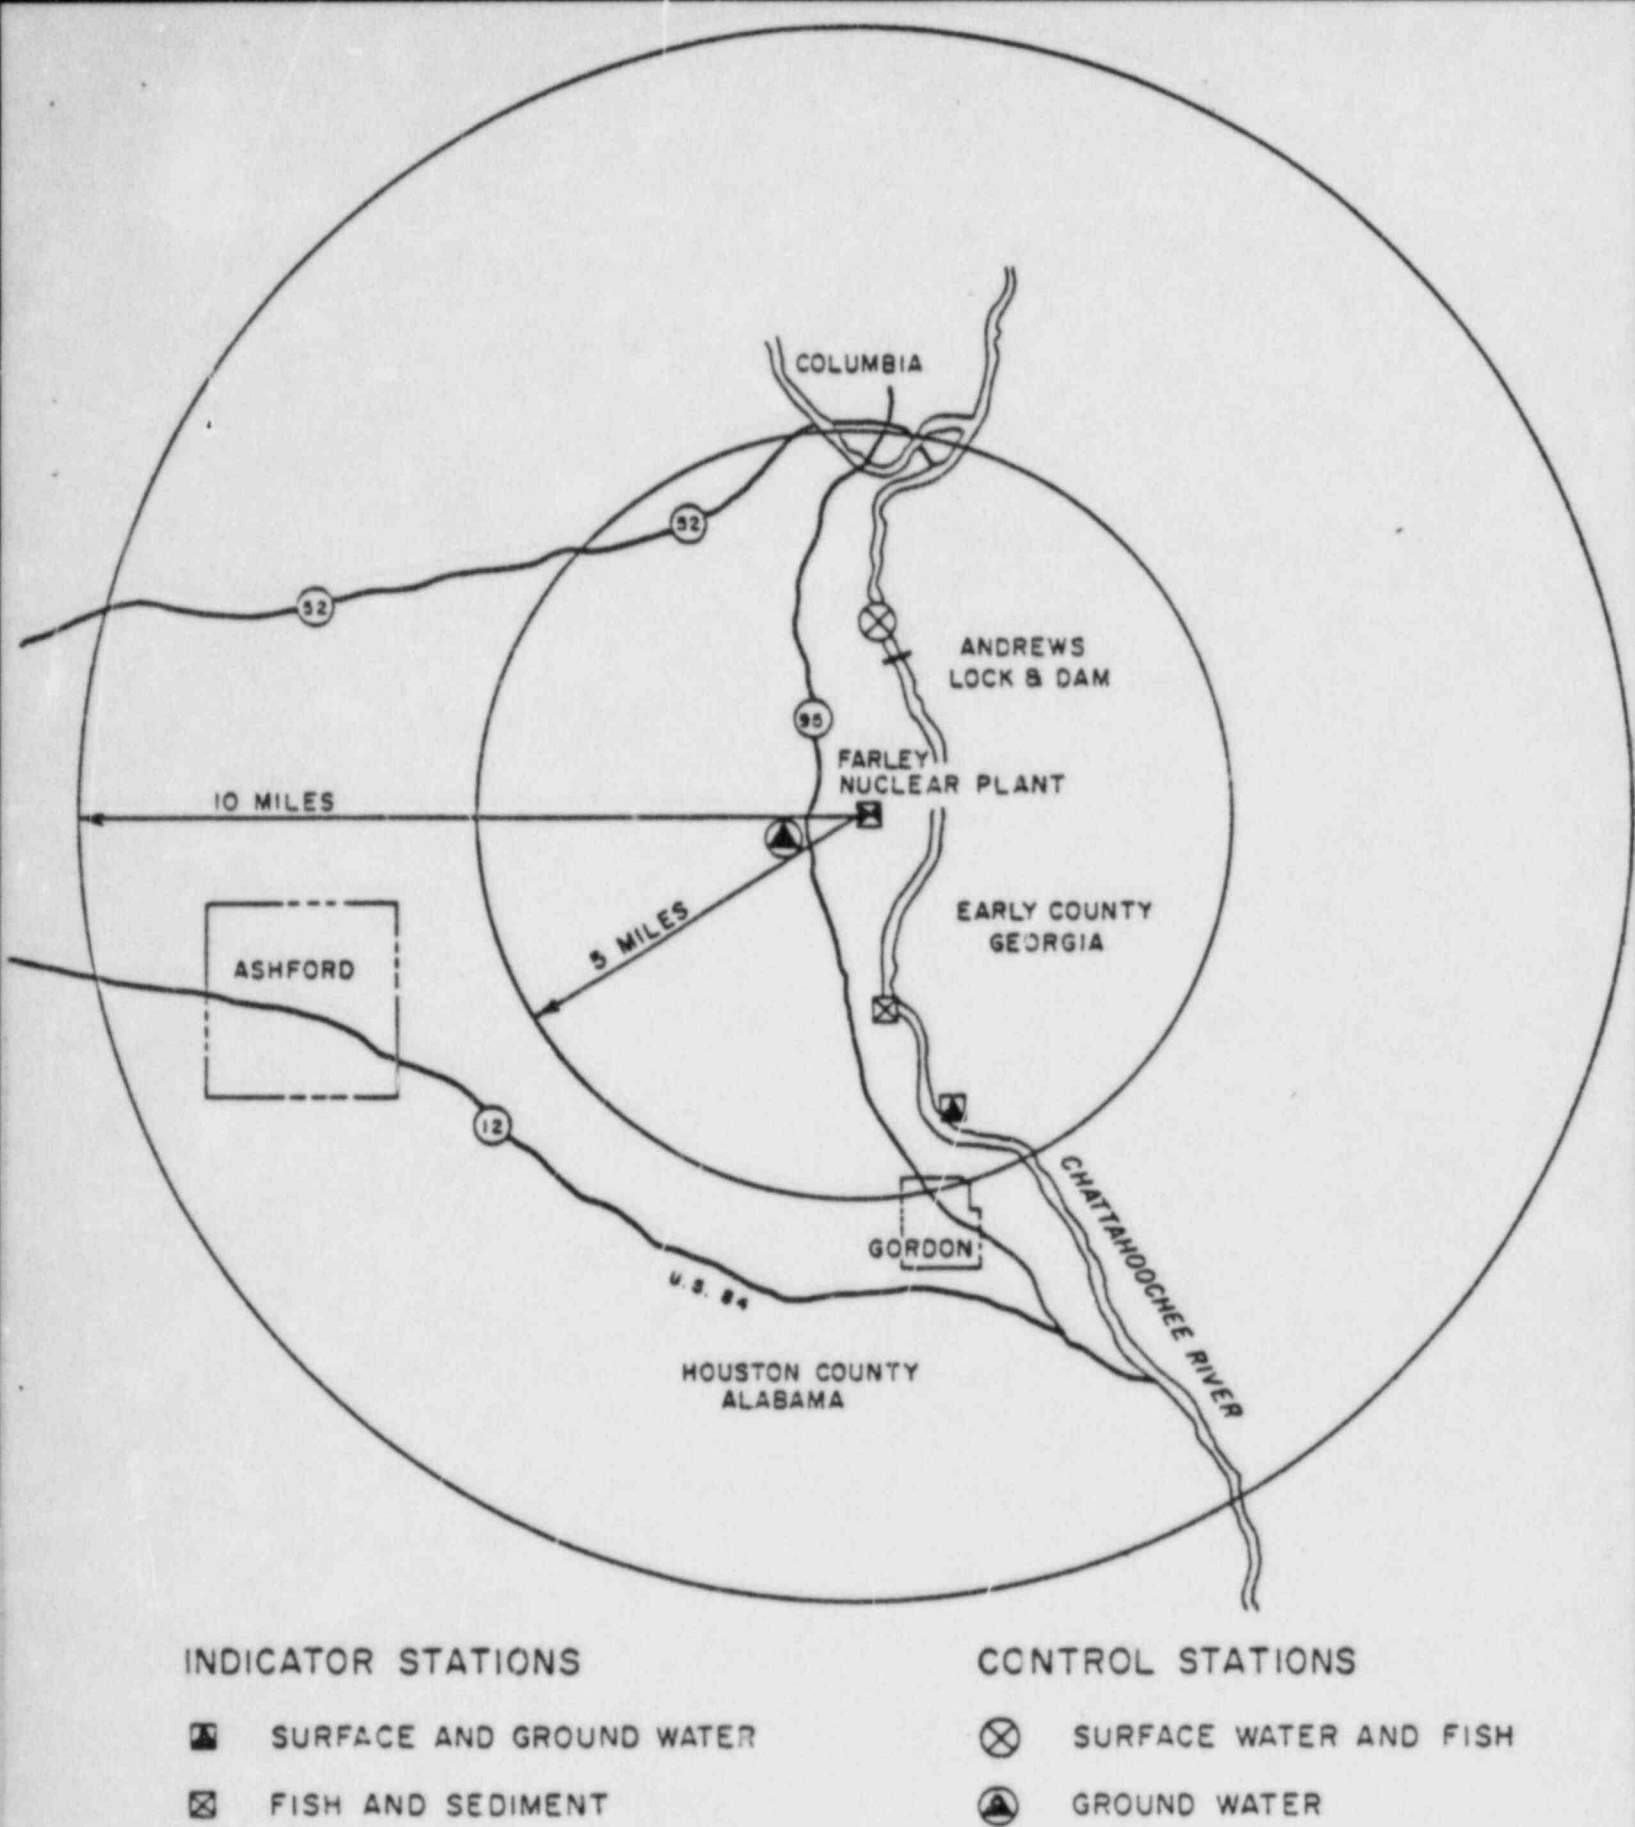 COLUMBIA
52
52
ANDREWS
LOCK & DAM
95
FARLEY
NUCLEAR PLANT
10 MILES
5 MILES
EARLY COUNTY
GEORGIA
ASHFORD
12
CHATTAHOOCHEE RIVER
GORDON
U.S. 84
HOUSTON COUNTY
ALABAMA
INDICATOR STATIONS
SURFACE AND GROUND WATER
FISH AND SEDIMENT
CONTROL STATIONS
SURFACE WATER AND FISH
GROUND WATER